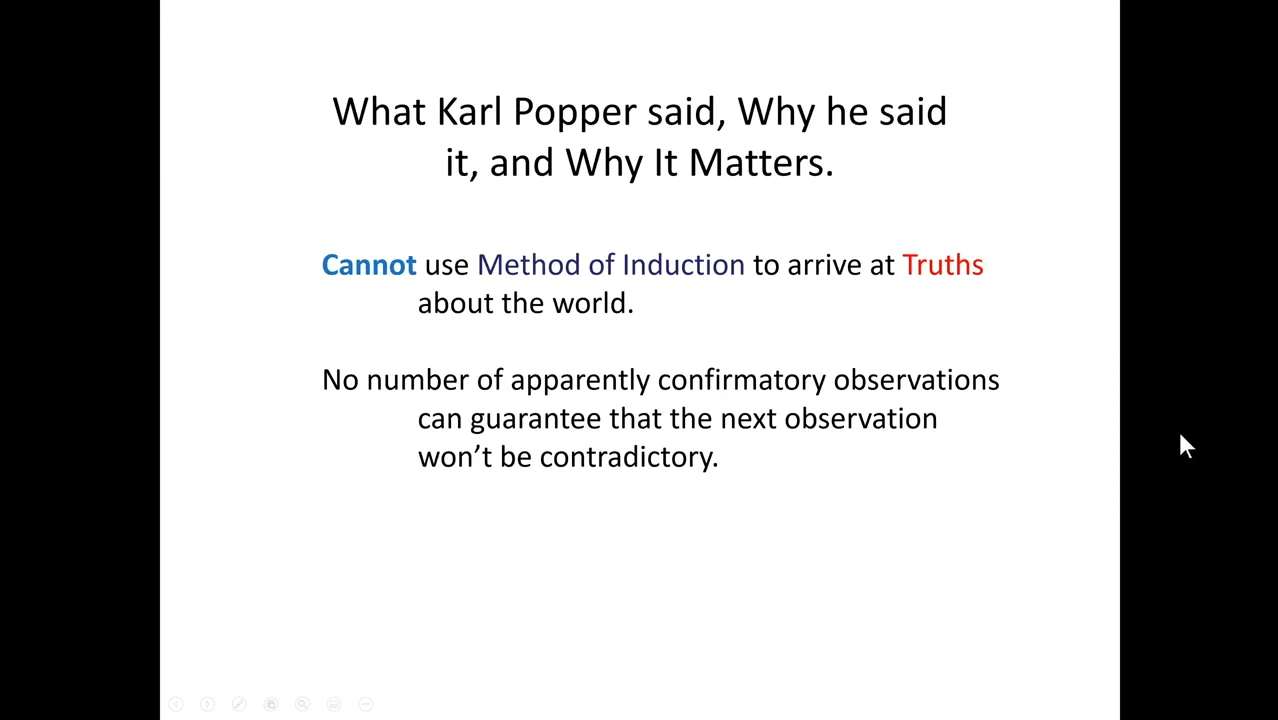 What Karl Popper said, Why he said
it, and Why It Matters.
Cannot use Method of Induction to arrive at Truths
about the world.
No number of apparently confirmatory observations
can guarantee that the next observation
won’t be contradictory.